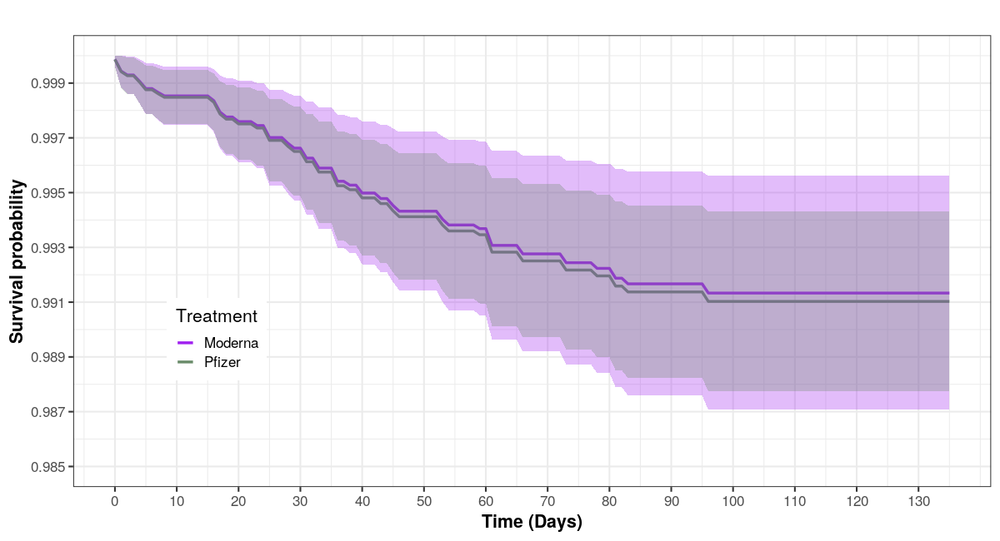 Survival probability
0.999
0.997
0.995
0.993
0.991
0.989
0.987
0.985
Treatment
Moderna
Pfizer
0 10 20 30 40 50 60 70 80 90 100 110 120 130
Time (Days)